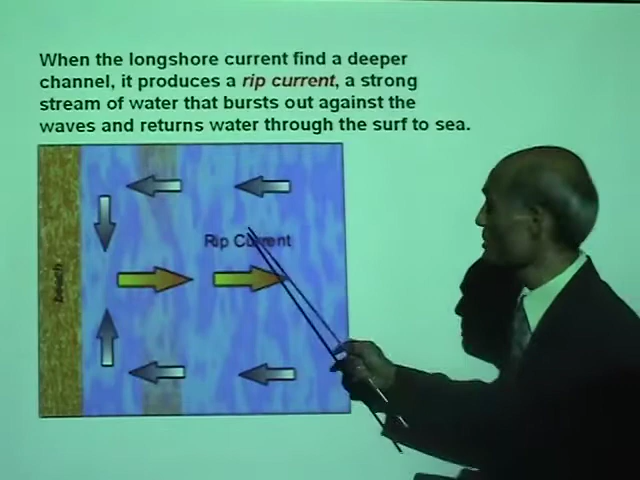 When the longshore current find a deeper
channel, it produces a rip current, a strong
stream of water that bursts out against the
waves and returns water through the surf to sea.
Rip Current
beach